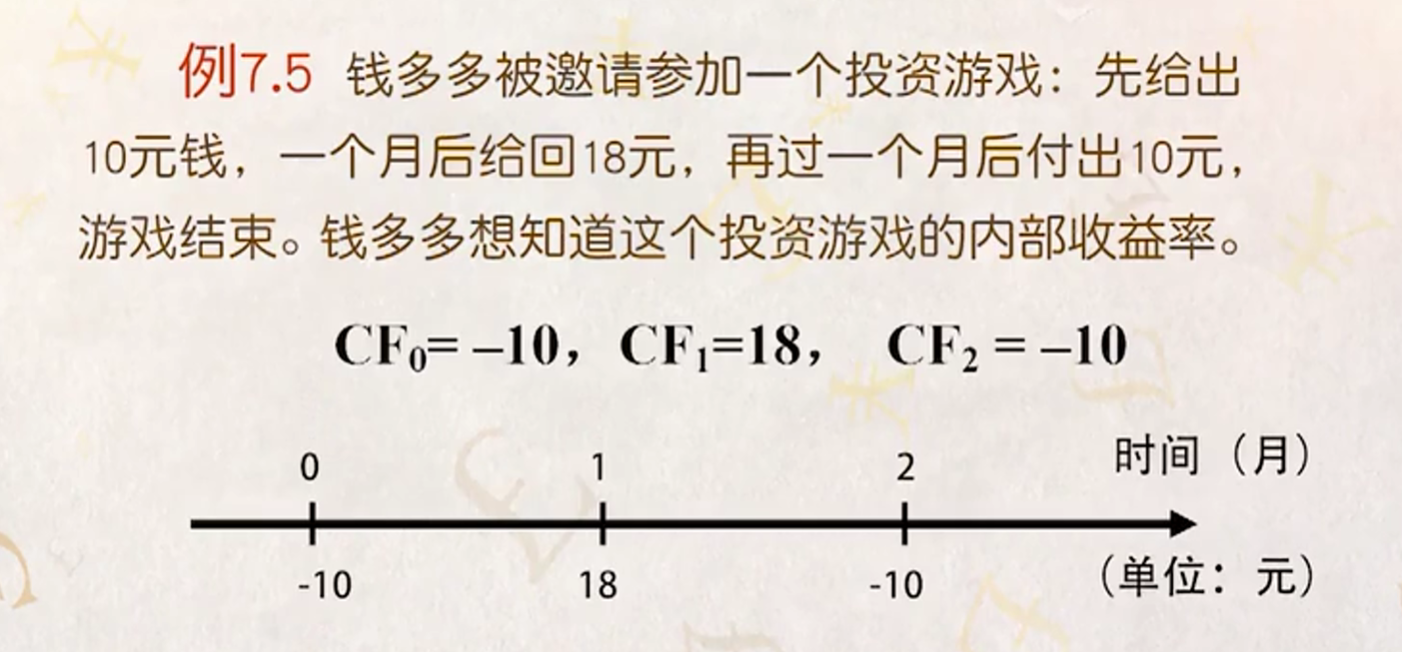 例7.5 钱多多被邀请参加一个投资游戏：先给出
10元钱，一个月后给回18元，再过一个月后付出10元，
游戏结束。钱多多想知道这个投资游戏的内部收益率。
CF₀= –10，CF₁=18， CF₂ = –10
0 1 2 时间（月）
-10 18 -10 （单位：元）